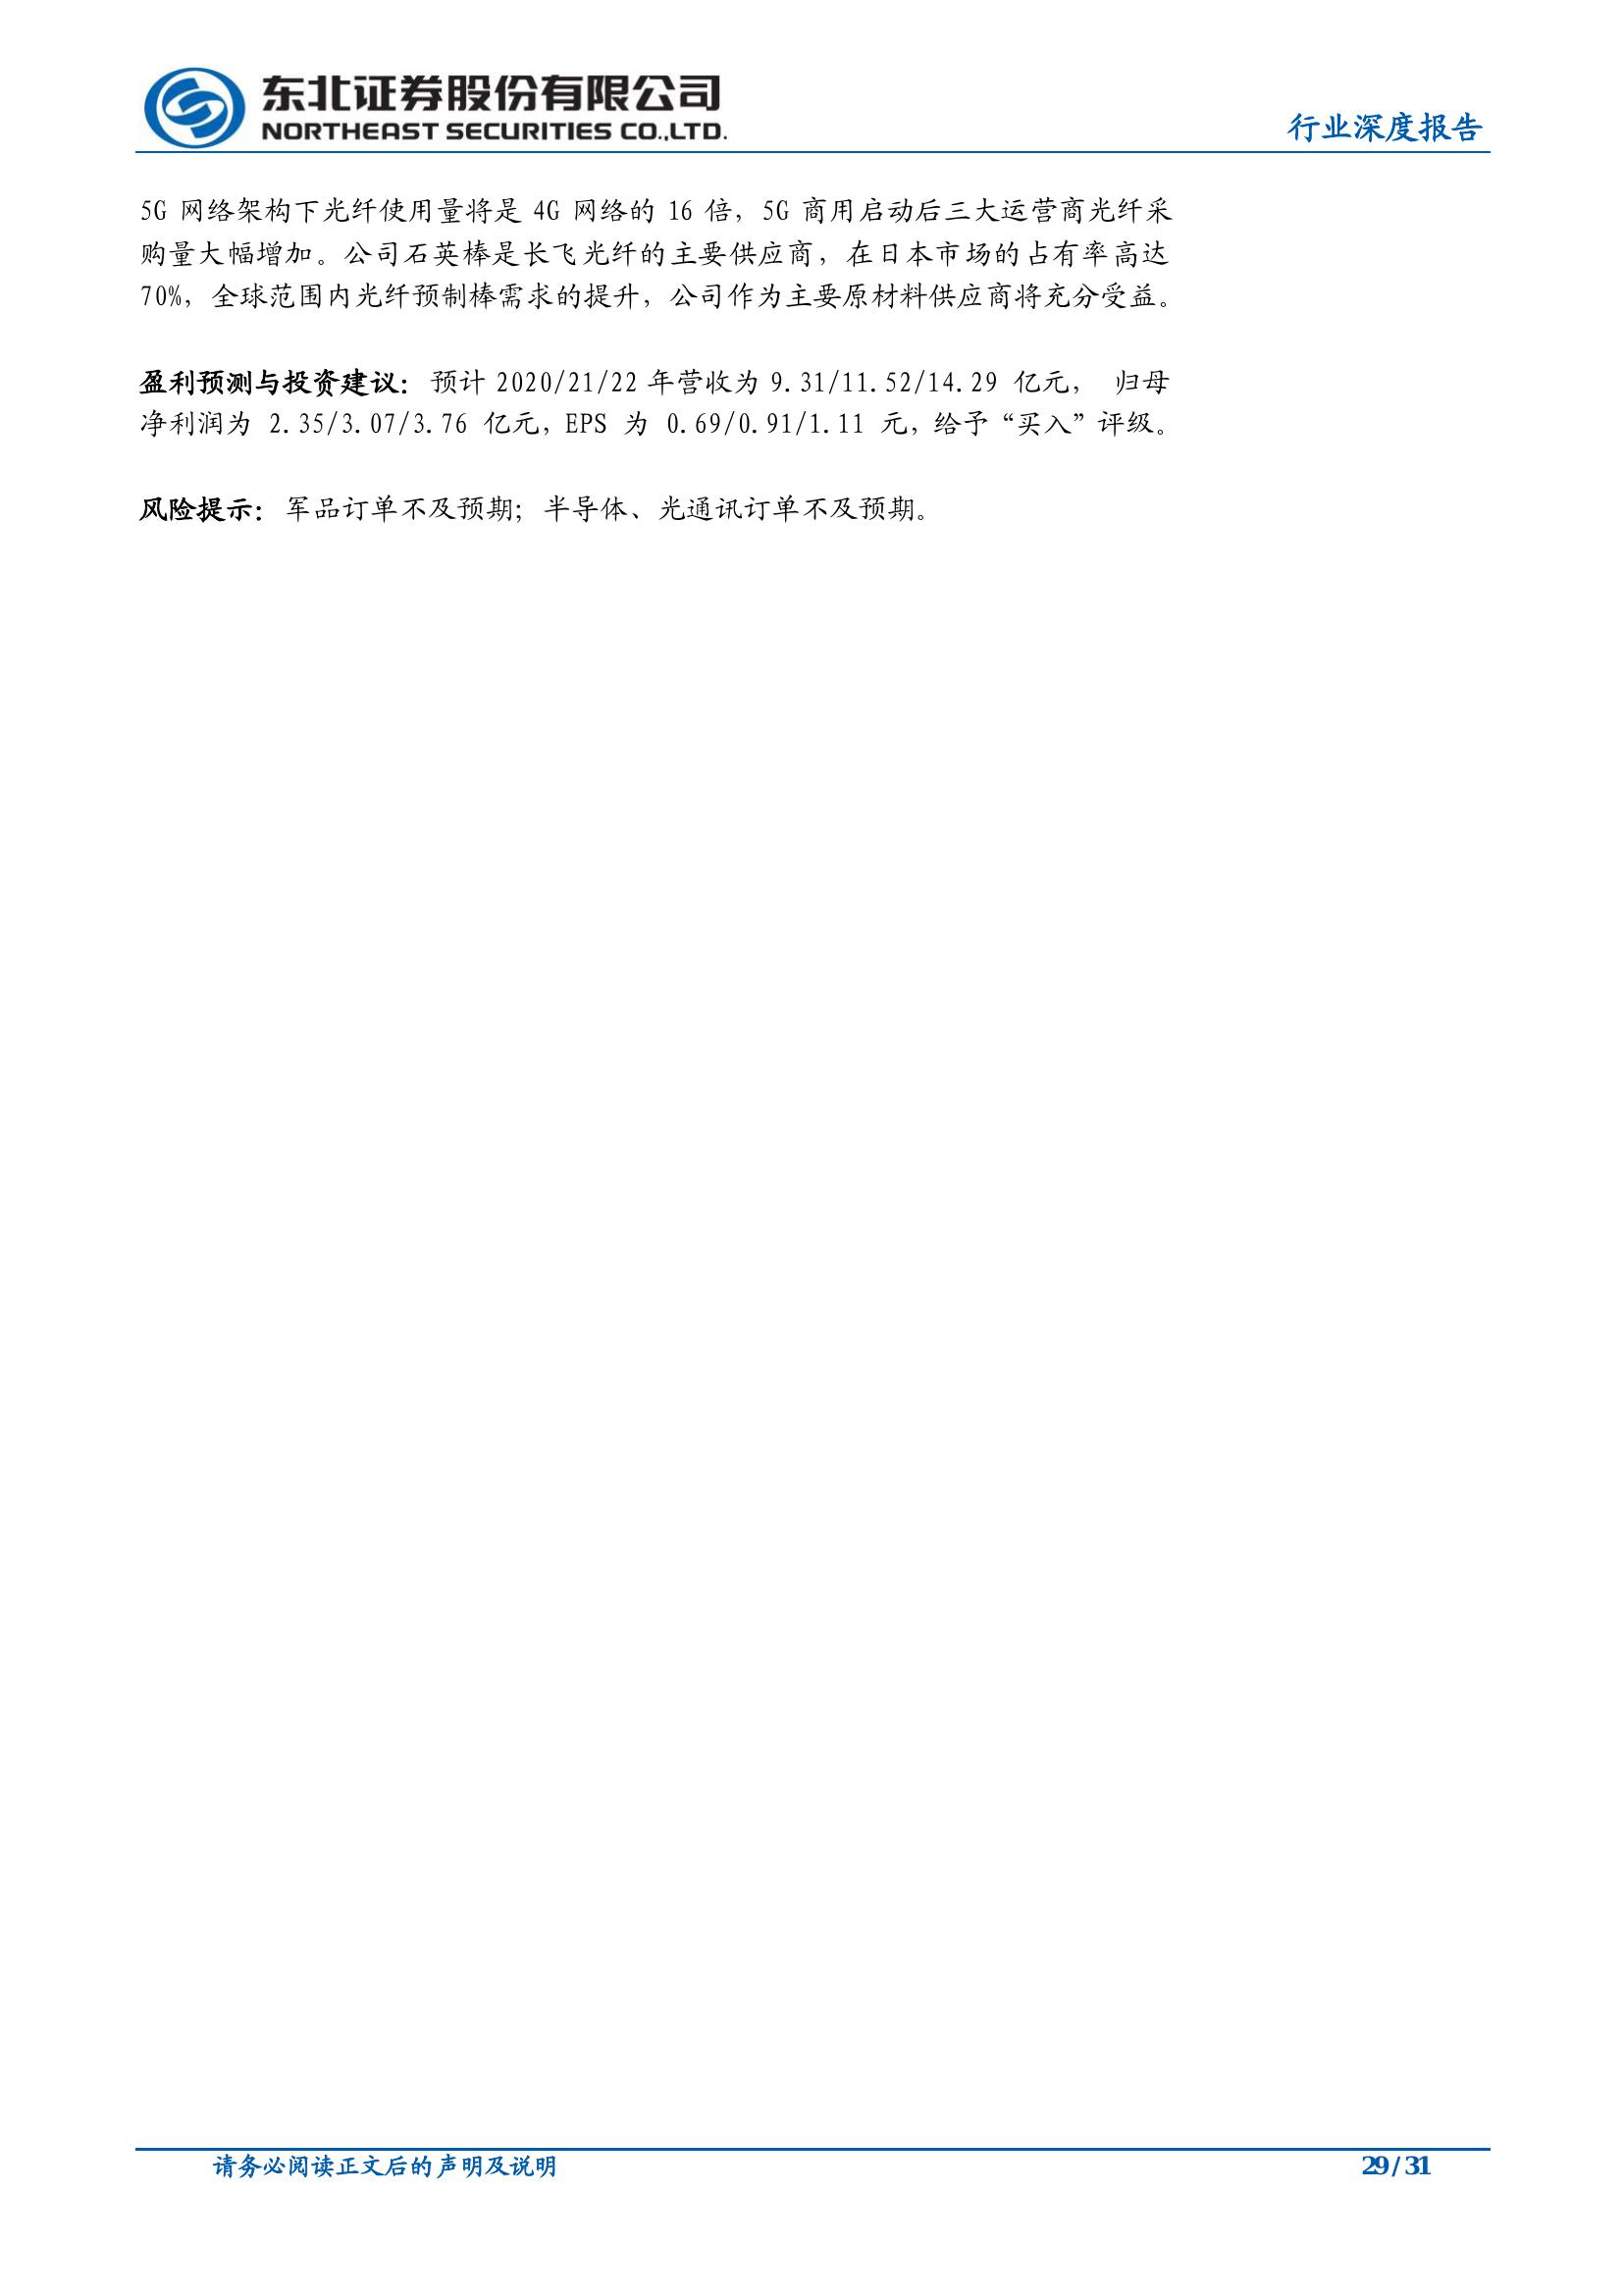 东北证券股份有限公司
NORTHEAST SECURITIES CO.,LTD.
行业深度报告
5G 网络架构下光纤使用量将是 4G 网络的 16 倍，5G 商用启动后三大运营商光纤采
购量大幅增加。公司石英棒是长飞光纤的主要供应商，在日本市场的占有率高达
70%，全球范围内光纤预制棒需求的提升，公司作为主要原材料供应商将充分受益。
盈利预测与投资建议：预计 2020/21/22 年营收为 9.31/11.52/14.29 亿元， 归母
净利润为 2.35/3.07/3.76 亿元，EPS 为 0.69/0.91/1.11 元，给予“买入”评级。
风险提示：军品订单不及预期；半导体、光通讯订单不及预期。
请务必阅读正文后的声明及说明
29 / 31